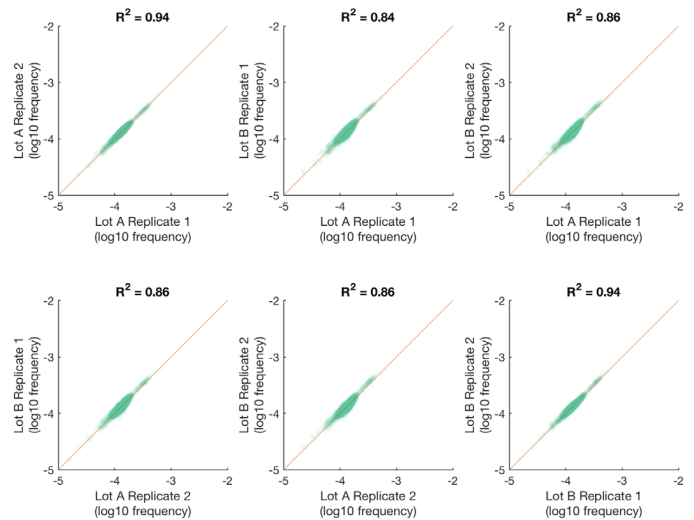 R² = 0.94
-2
-3
-4
-5
Lot A Replicate 2
(log10 frequency)
-5 -4 -3 -2
Lot A Replicate 1
(log10 frequency)
R² = 0.84
-2
-3
-4
-5
Lot B Replicate 1
(log10 frequency)
-5 -4 -3 -2
Lot A Replicate 1
(log10 frequency)
R² = 0.86
-2
-3
-4
-5
Lot B Replicate 2
(log10 frequency)
-5 -4 -3 -2
Lot A Replicate 1
(log10 frequency)
R² = 0.86
-2
-3
-4
-5
Lot B Replicate 1
(log10 frequency)
-5 -4 -3 -2
Lot A Replicate 2
(log10 frequency)
R² = 0.86
-2
-3
-4
-5
Lot B Replicate 2
(log10 frequency)
-5 -4 -3 -2
Lot A Replicate 2
(log10 frequency)
R² = 0.94
-2
-3
-4
-5
Lot B Replicate 2
(log10 frequency)
-5 -4 -3 -2
Lot B Replicate 1
(log10 frequency)